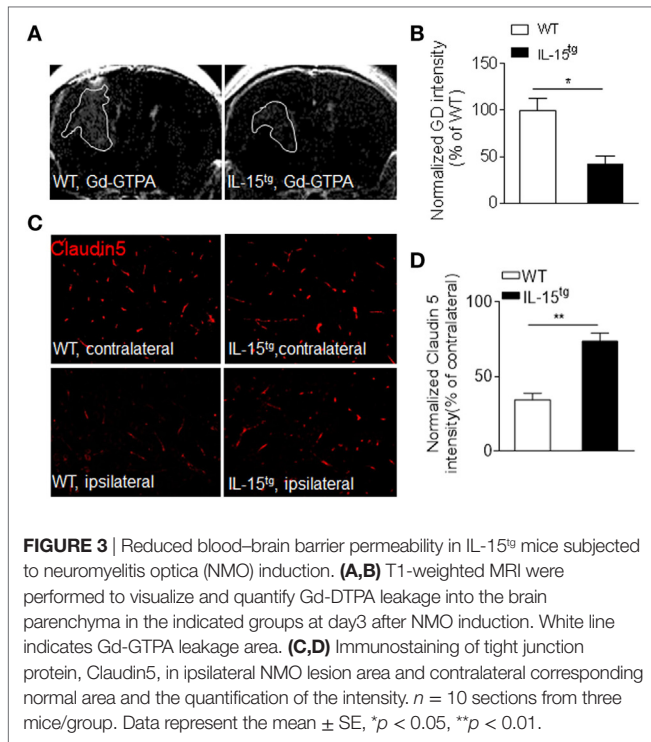 A
WT, Gd-GTPA
IL-15tg, Gd-GTPA
B
WT
IL-15tg
Normalized GD intensity
(% of WT)
150
100
50
0
*
C
Claudin5
WT, contralateral
IL-15tg,contralateral
WT, ipsilateral
IL-15tg, ipsilateral
D
WT
IL-15tg
Normalized Claudin 5
intensity(% of contralateral)
100
50
0
**
FIGURE 3 | Reduced blood–brain barrier permeability in IL-15tg mice subjected
to neuromyelitis optica (NMO) induction. (A,B) T1-weighted MRI were
performed to visualize and quantify Gd-DTPA leakage into the brain
parenchyma in the indicated groups at day3 after NMO induction. White line
indicates Gd-GTPA leakage area. (C,D) Immunostaining of tight junction
protein, Claudin5, in ipsilateral NMO lesion area and contralateral corresponding
normal area and the quantification of the intensity. n = 10 sections from three
mice/group. Data represent the mean ± SE, *p < 0.05, **p < 0.01.